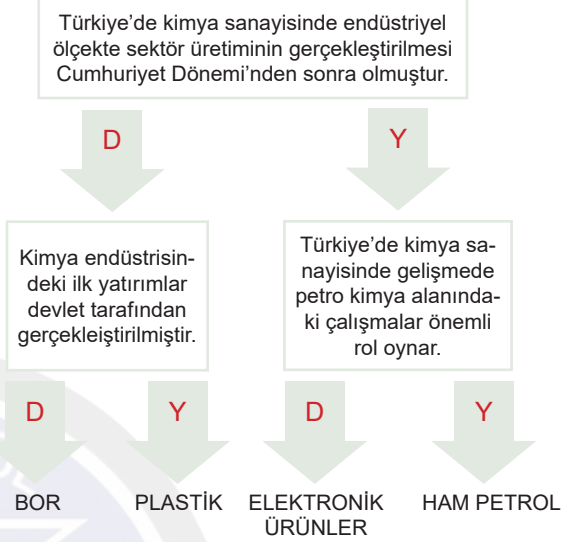 Türkiye’de kimya sanayisinde endüstriyel
ölçekte sektör üretiminin gerçekleştirilmesi
Cumhuriyet Dönemi’nden sonra olmuştur.
D
Y
Kimya endüstrisin-
deki ilk yatırımlar
devlet tarafından
gerçekleiştirilmiştir.
Türkiye’de kimya sa-
nayisinde gelişmede
petro kimya alanında-
ki çalışmalar önemli
rol oynar.
D
Y
D
Y
BOR
PLASTİK
ELEKTRONİK
ÜRÜNLER
HAM PETROL